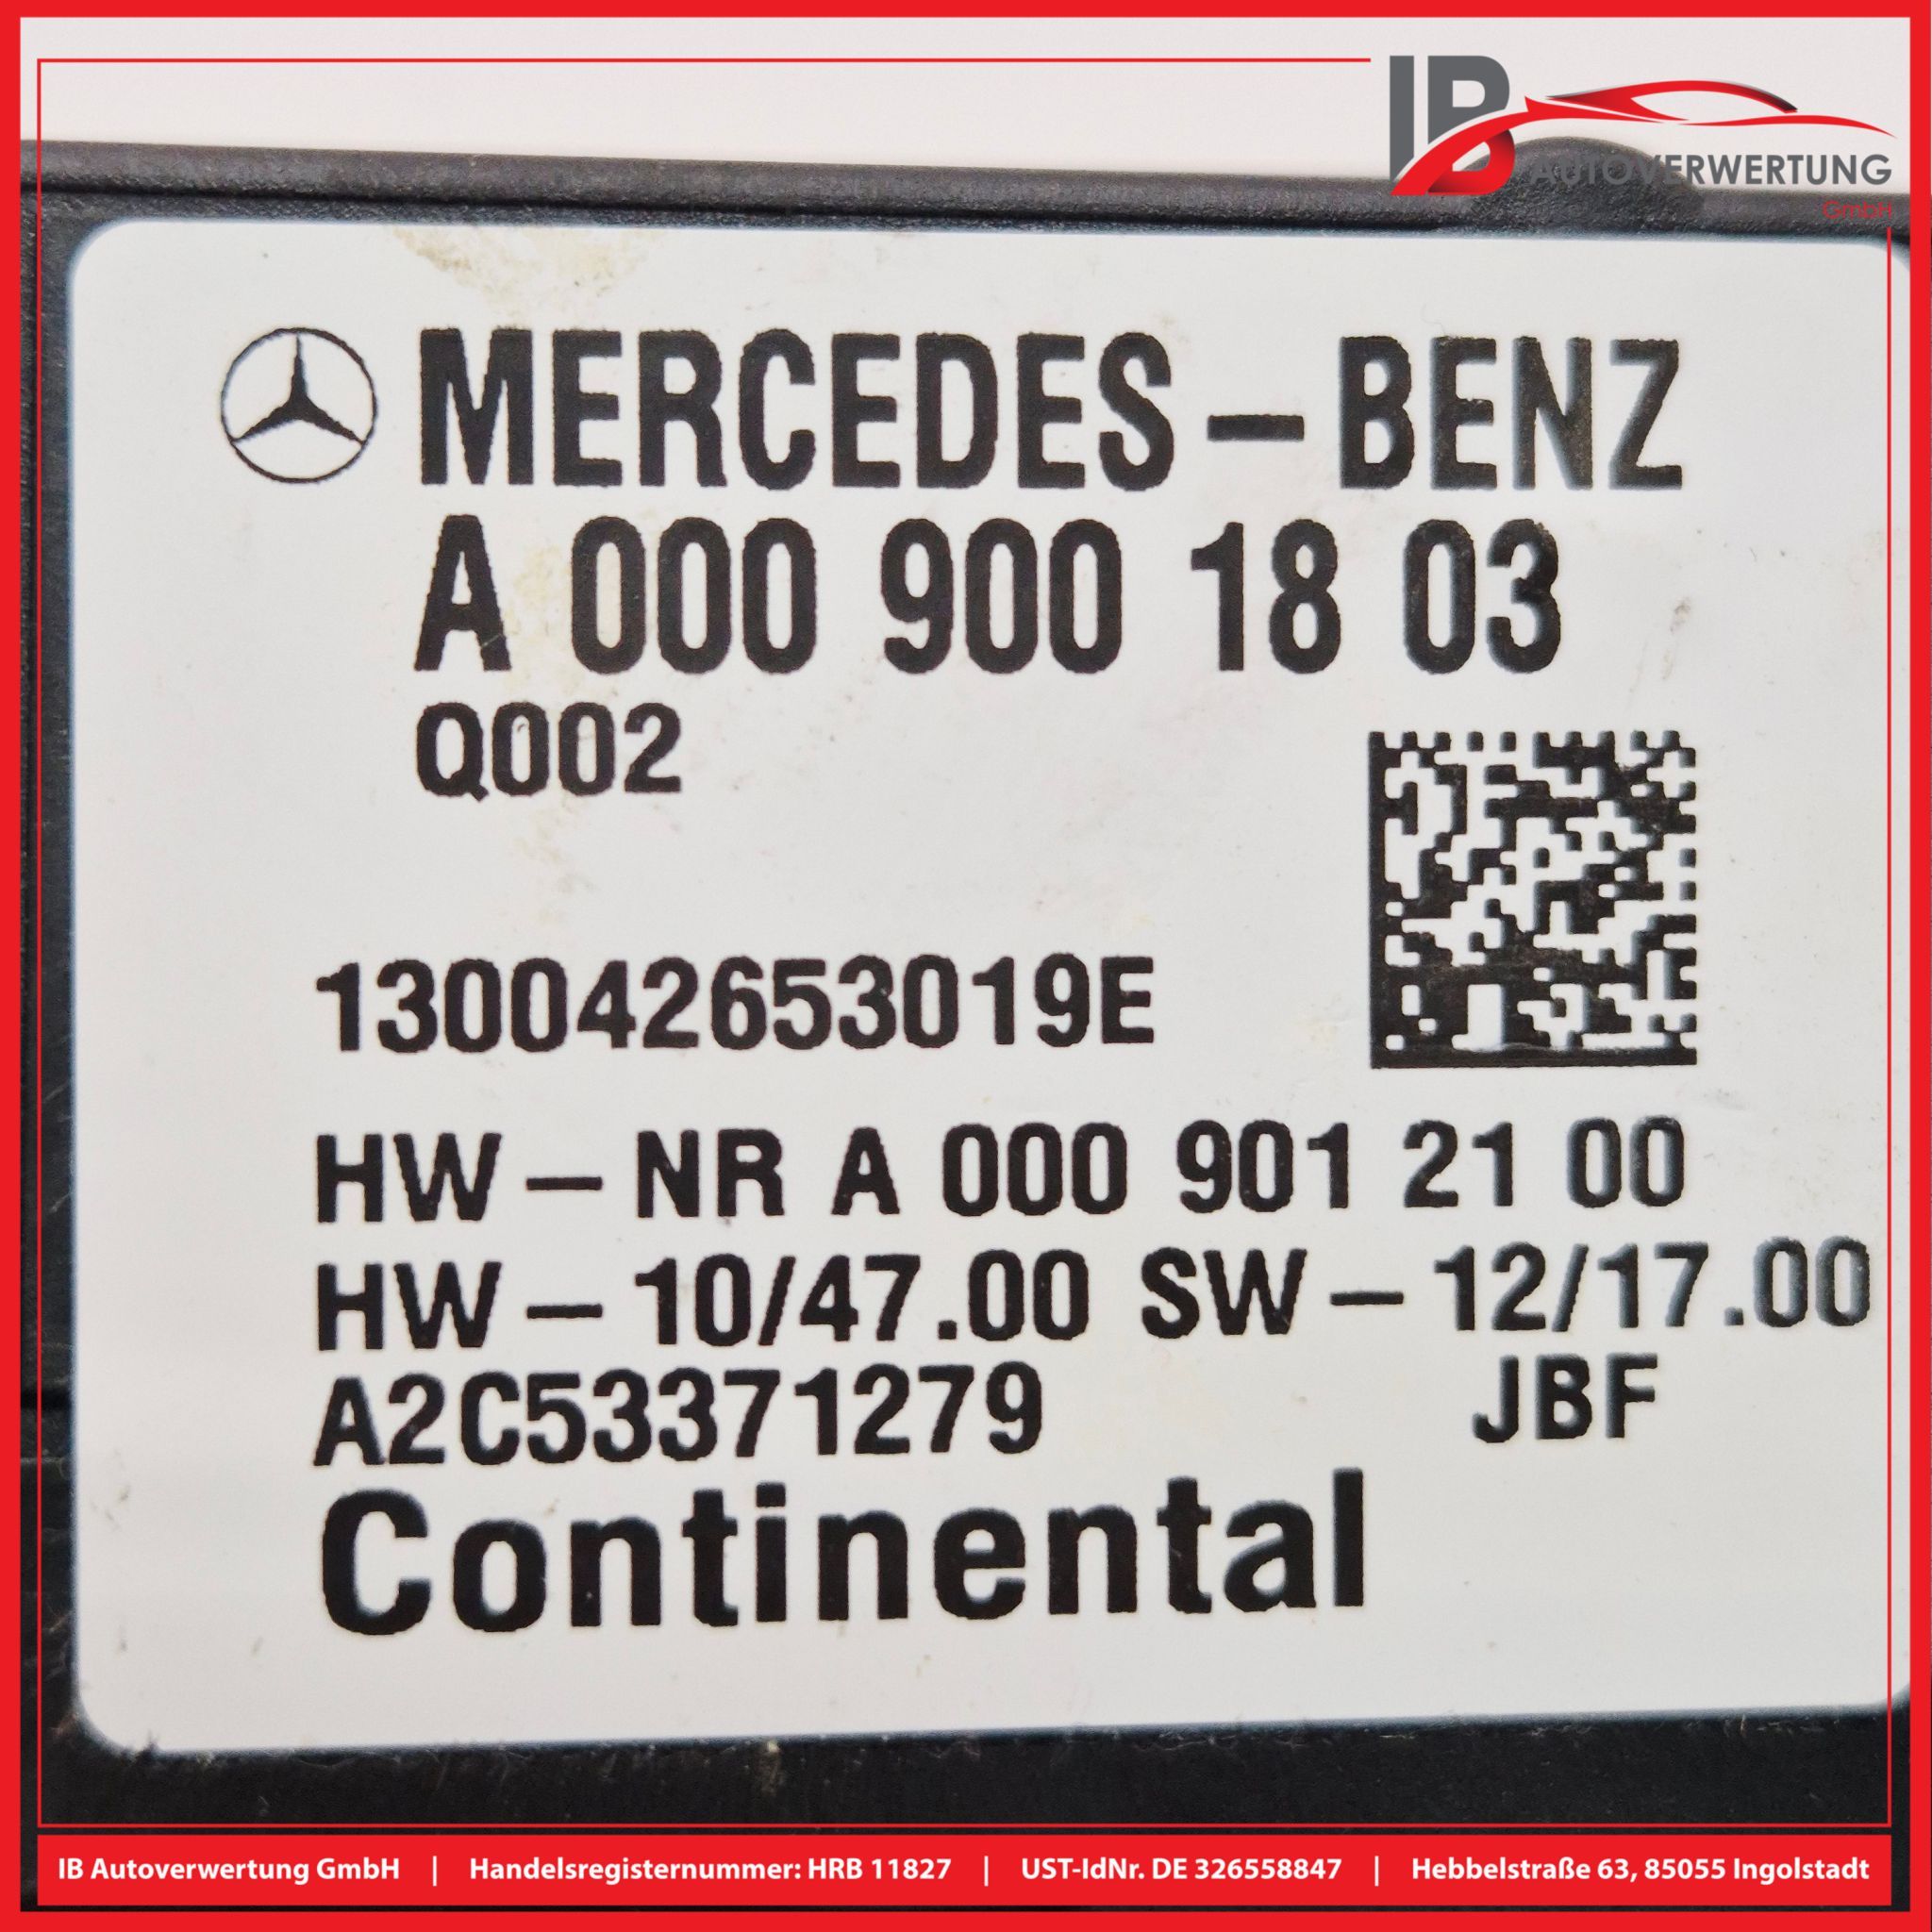 IB
AUTOVERWERTUNG
GmbH
MERCEDES-BENZ
A 000 900 18 03
Q002
130042653019E
HW-NR A 000 901 21 00
HW-10/47.00 SW-12/17.00
A2C53371279 JBF
Continental
IB Autoverwertung GmbH | Handelsregisternummer: HRB 11827 | UST-IdNr. DE 326558847 | Hebbelstraße 63, 85055 Ingolstadt